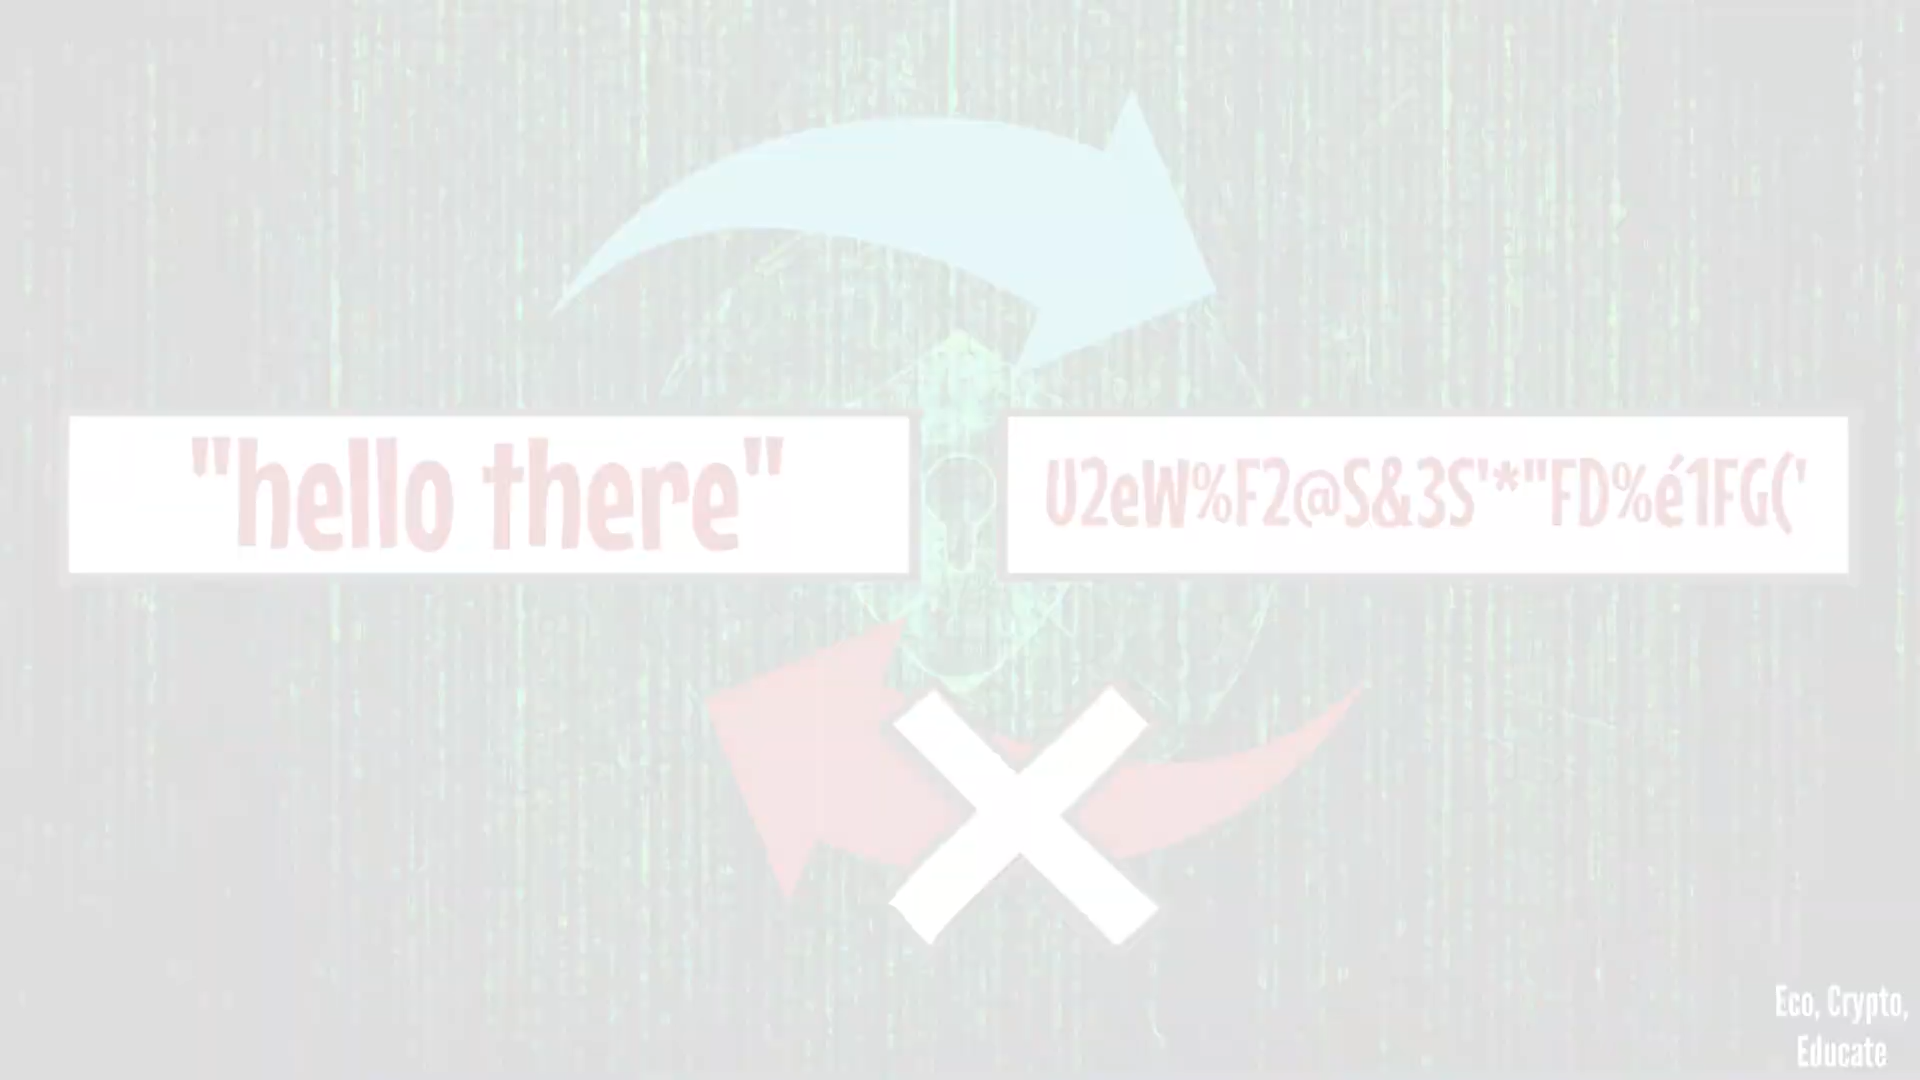 "hello there"
U2eW%F2@S&3S'*"FD%é1FG('
Eco, Crypto,
Educate